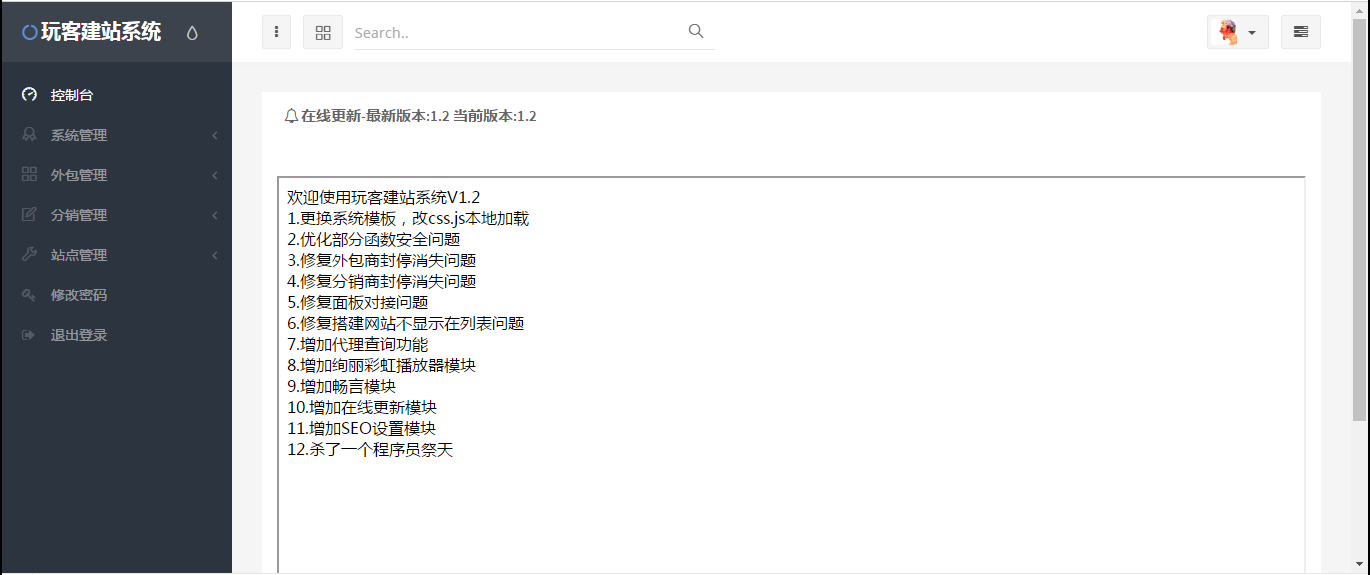 玩客建站系统
Search..
控制台
系统管理
外包管理
分销管理
站点管理
修改密码
退出登录
在线更新-最新版本:1.2 当前版本:1.2
欢迎使用玩客建站系统V1.2
1.更换系统模板，改css.js本地加载
2.优化部分函数安全问题
3.修复外包商封停消失问题
4.修复分销商封停消失问题
5.修复面板对接问题
6.修复搭建网站不显示在列表问题
7.增加代理查询功能
8.增加绚丽彩虹播放器模块
9.增加畅言模块
10.增加在线更新模块
11.增加SEO设置模块
12.杀了一个程序员祭天